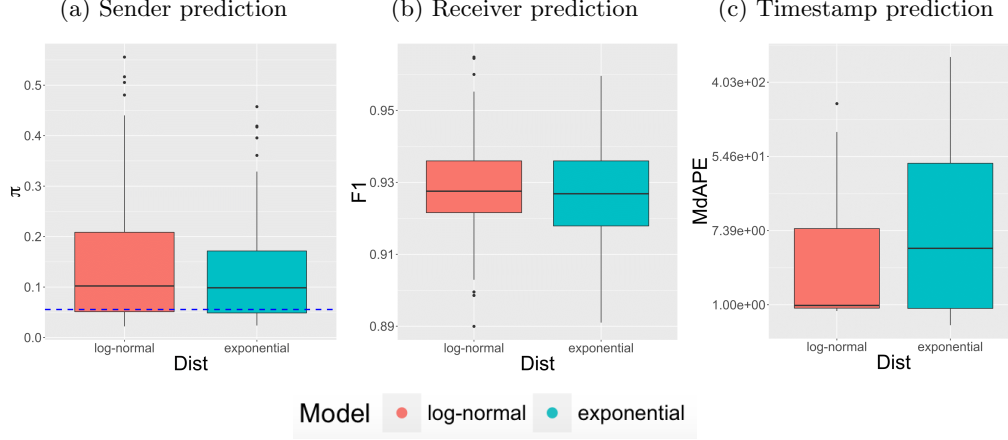 (a) Sender prediction
(b) Receiver prediction
(c) Timestamp prediction
π
0.5
0.4
0.3
0.2
0.1
0.0
log-normal exponential
Dist
F1
0.95
0.93
0.91
0.89
log-normal exponential
Dist
MdAPE
4.03e+02
5.46e+01
7.39e+00
1.00e+00
log-normal exponential
Dist
Model log-normal exponential